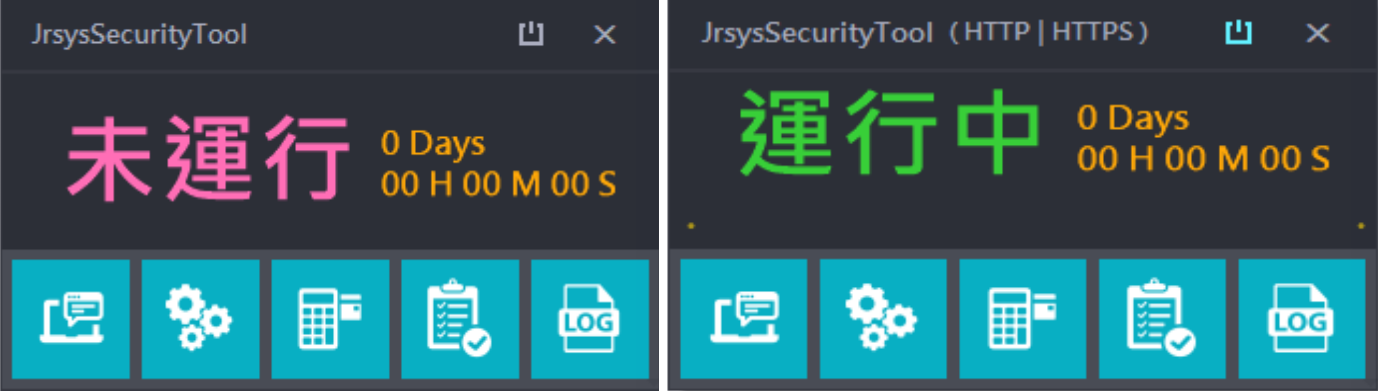 JrsysSecurityTool
未運行
0 Days
00 H 00 M 00 S
LOG
JrsysSecurityTool ( HTTP | HTTPS )
運行中
0 Days
00 H 00 M 00 S
LOG